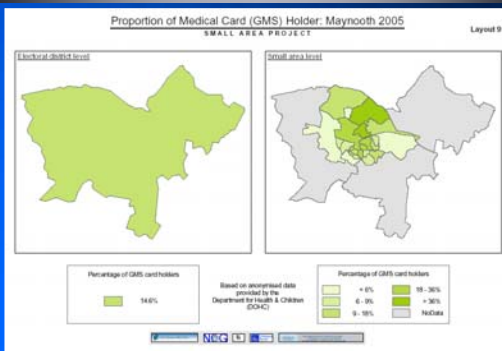 Proportion of Medical Card (GMS) Holder: Maynooth 2005
SMALL AREA PROJECT
Layout 9
Electoral district level
Small area level
Percentage of GMS card holders
14.6%
Based on anonymised data
provided by the
Department for Health & Children
(DOHC)
Percentage of GMS card holders
< 6%
6 - 9%
9 - 18%
18 - 36%
> 36%
NoData